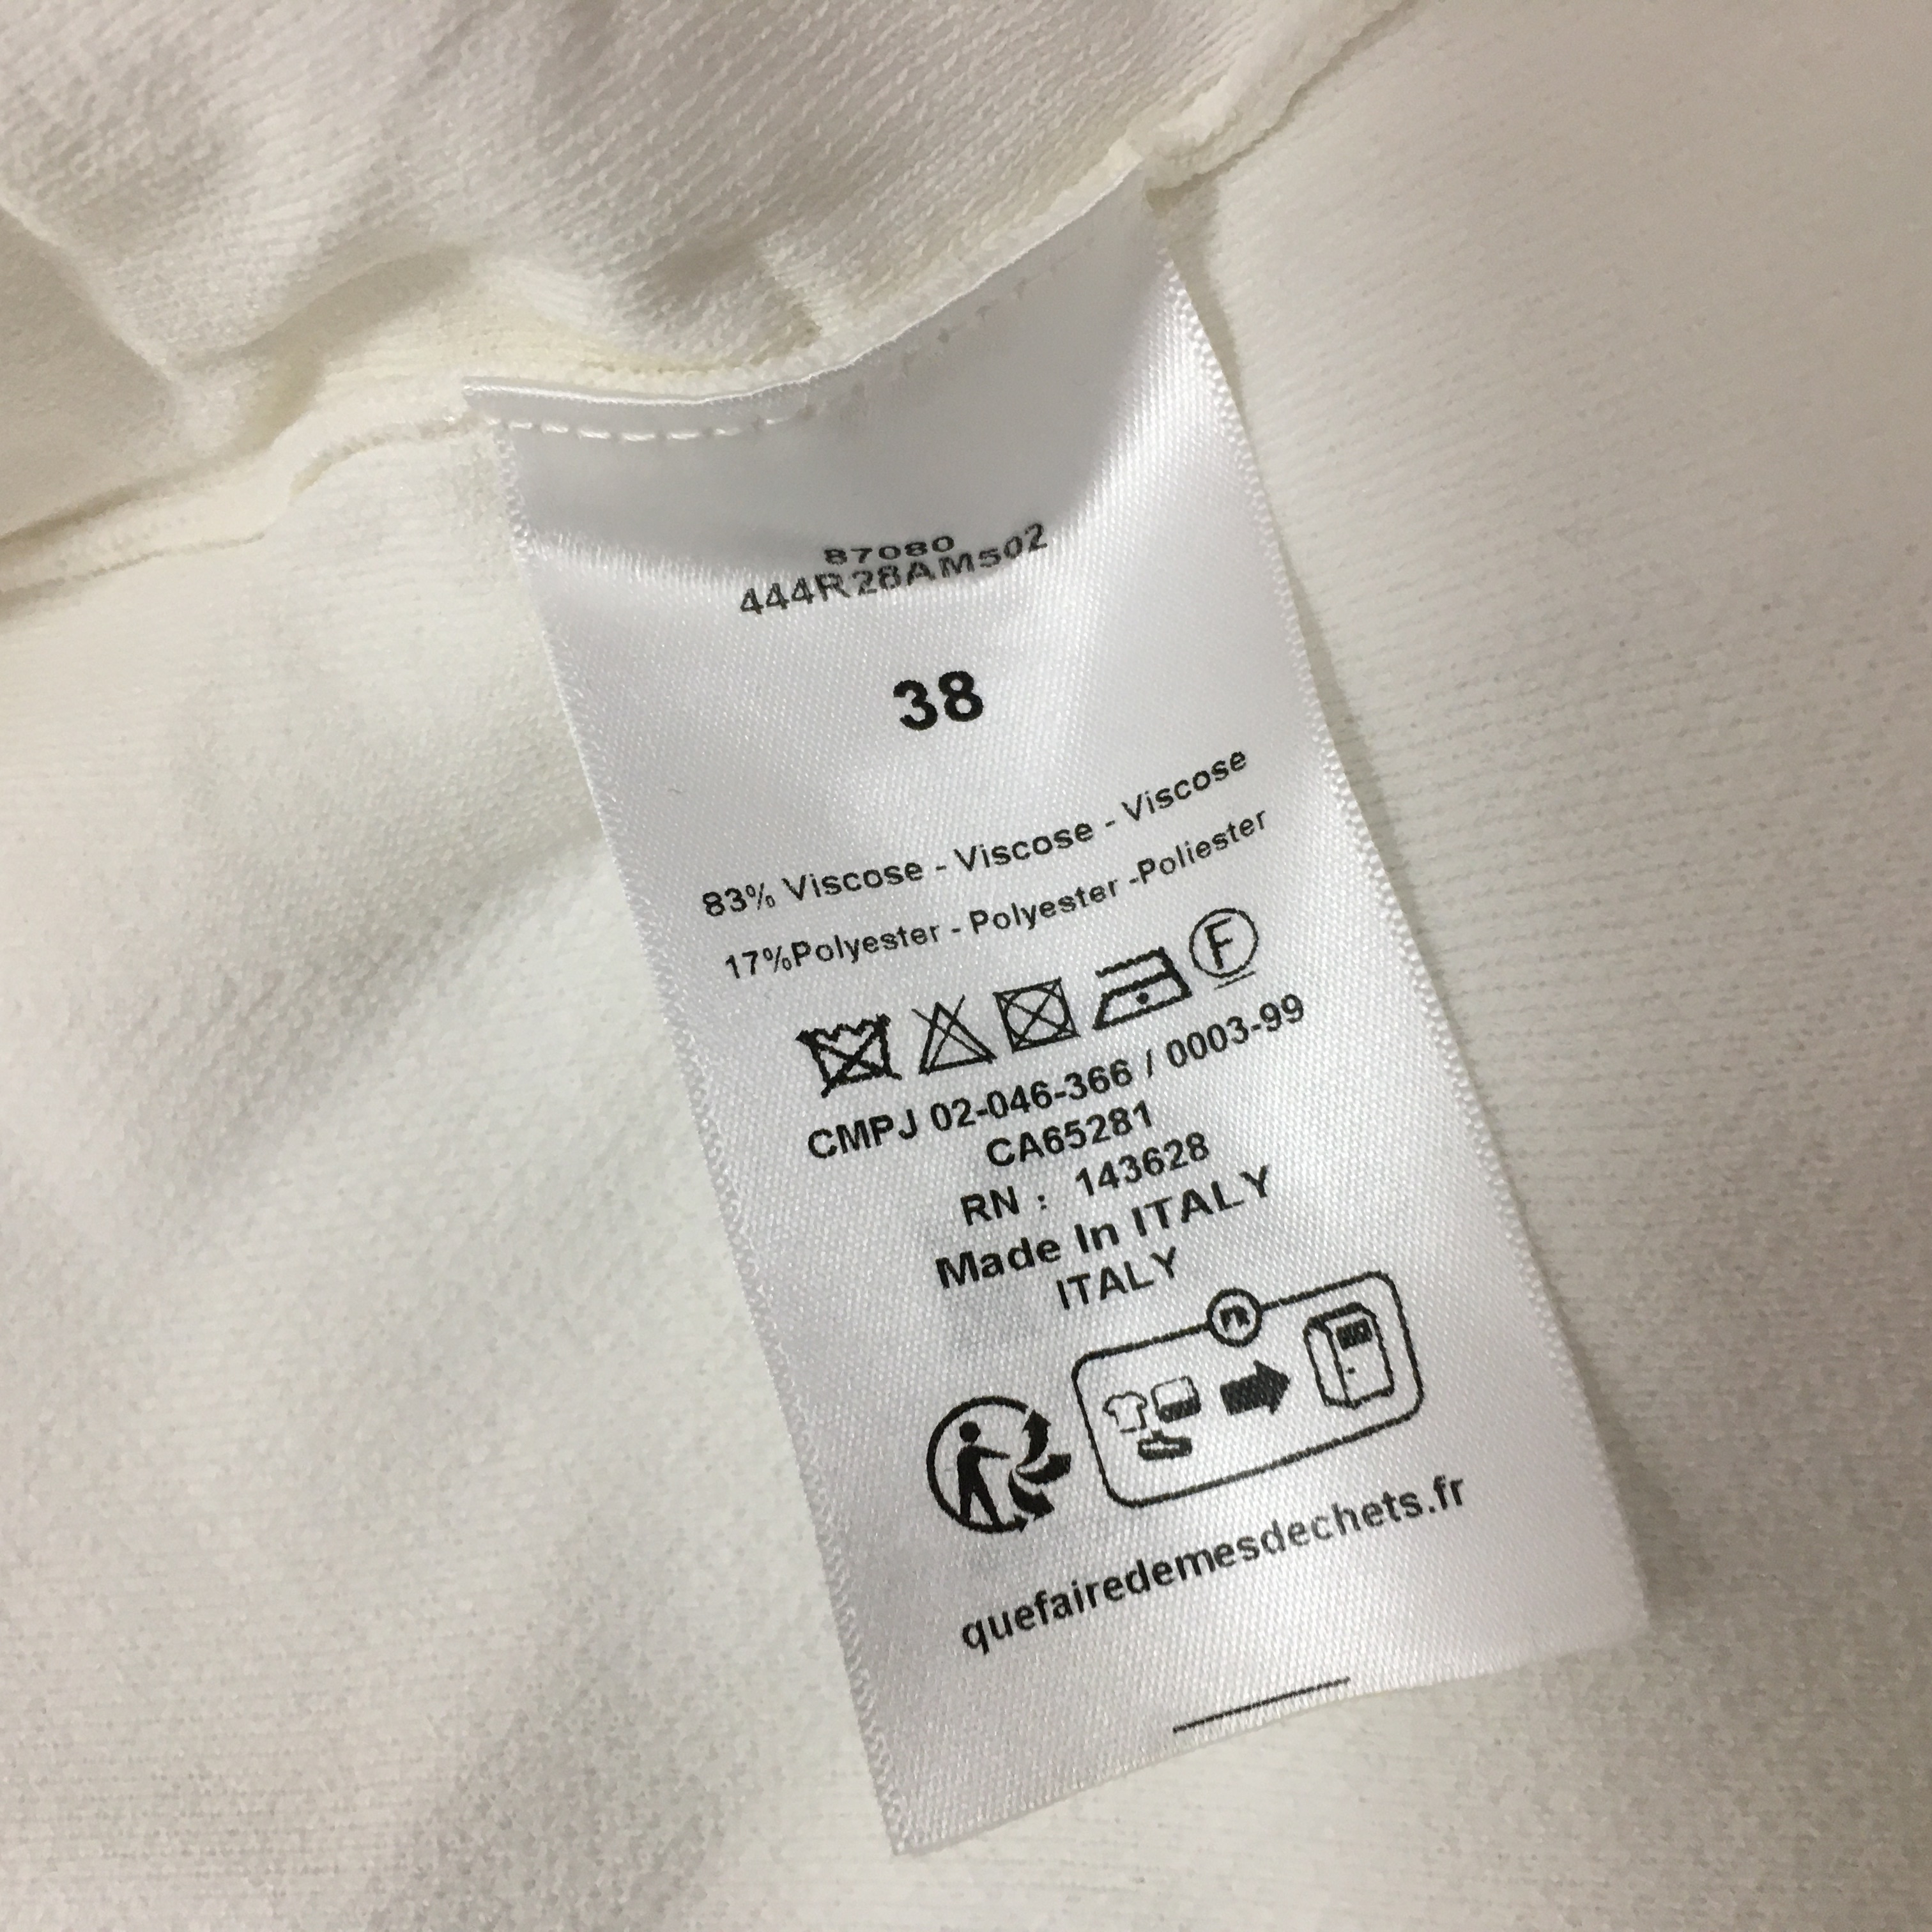 87080
444R28AM502
38
83% Viscose - Viscose - Viscose
17%Polyester - Polyester -Poliester
F
CMPJ 02-046-366 / 0003-99
CA65281
RN : 143628
Made In ITALY
ITALY
FR
quefairedemesdechets.fr